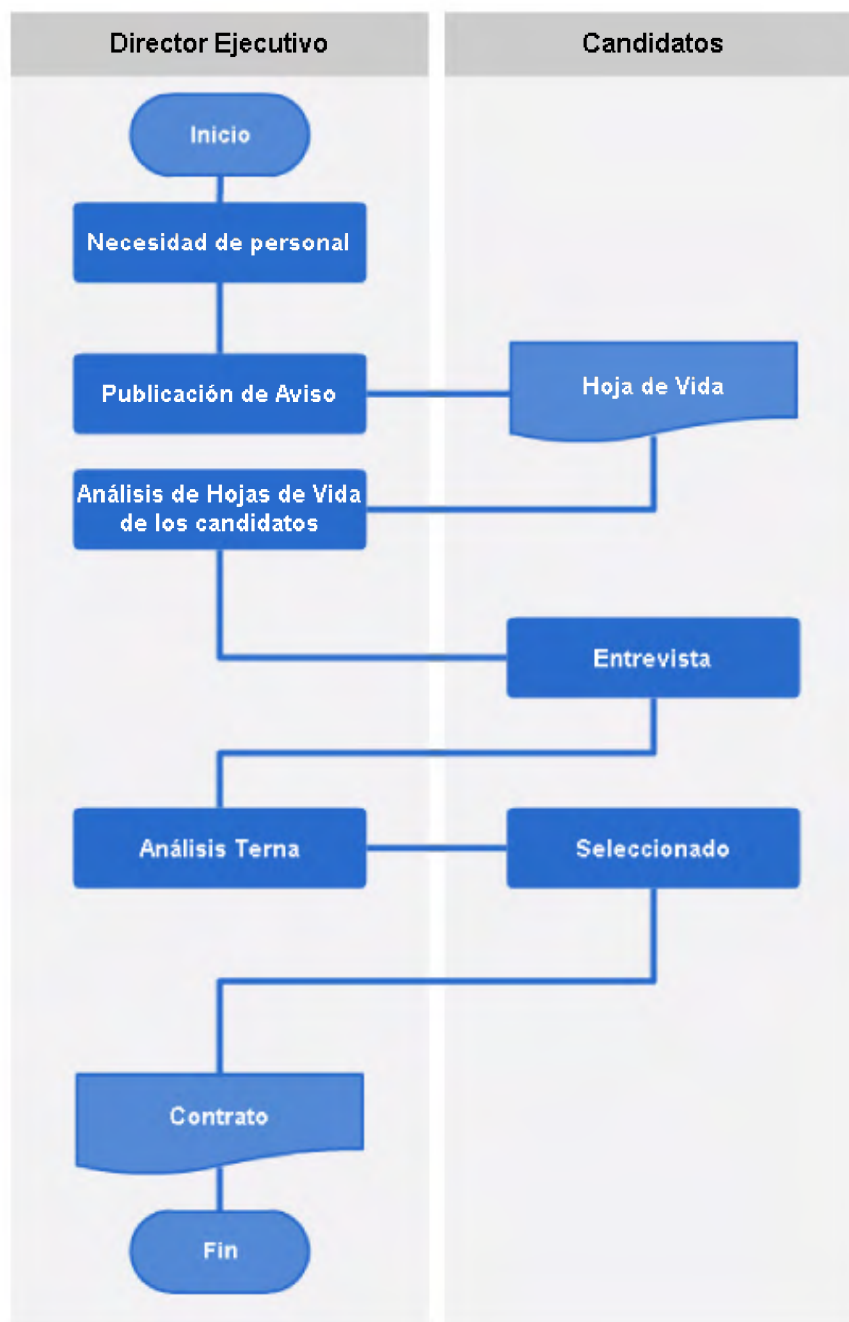 Director Ejecutivo
Candidatos
Inicio
Necesidad de personal
Publicación de Aviso
Hoja de Vida
Análisis de Hojas de Vida
de los candidatos
Entrevista
Análisis Terna
Seleccionado
Contrato
Fin